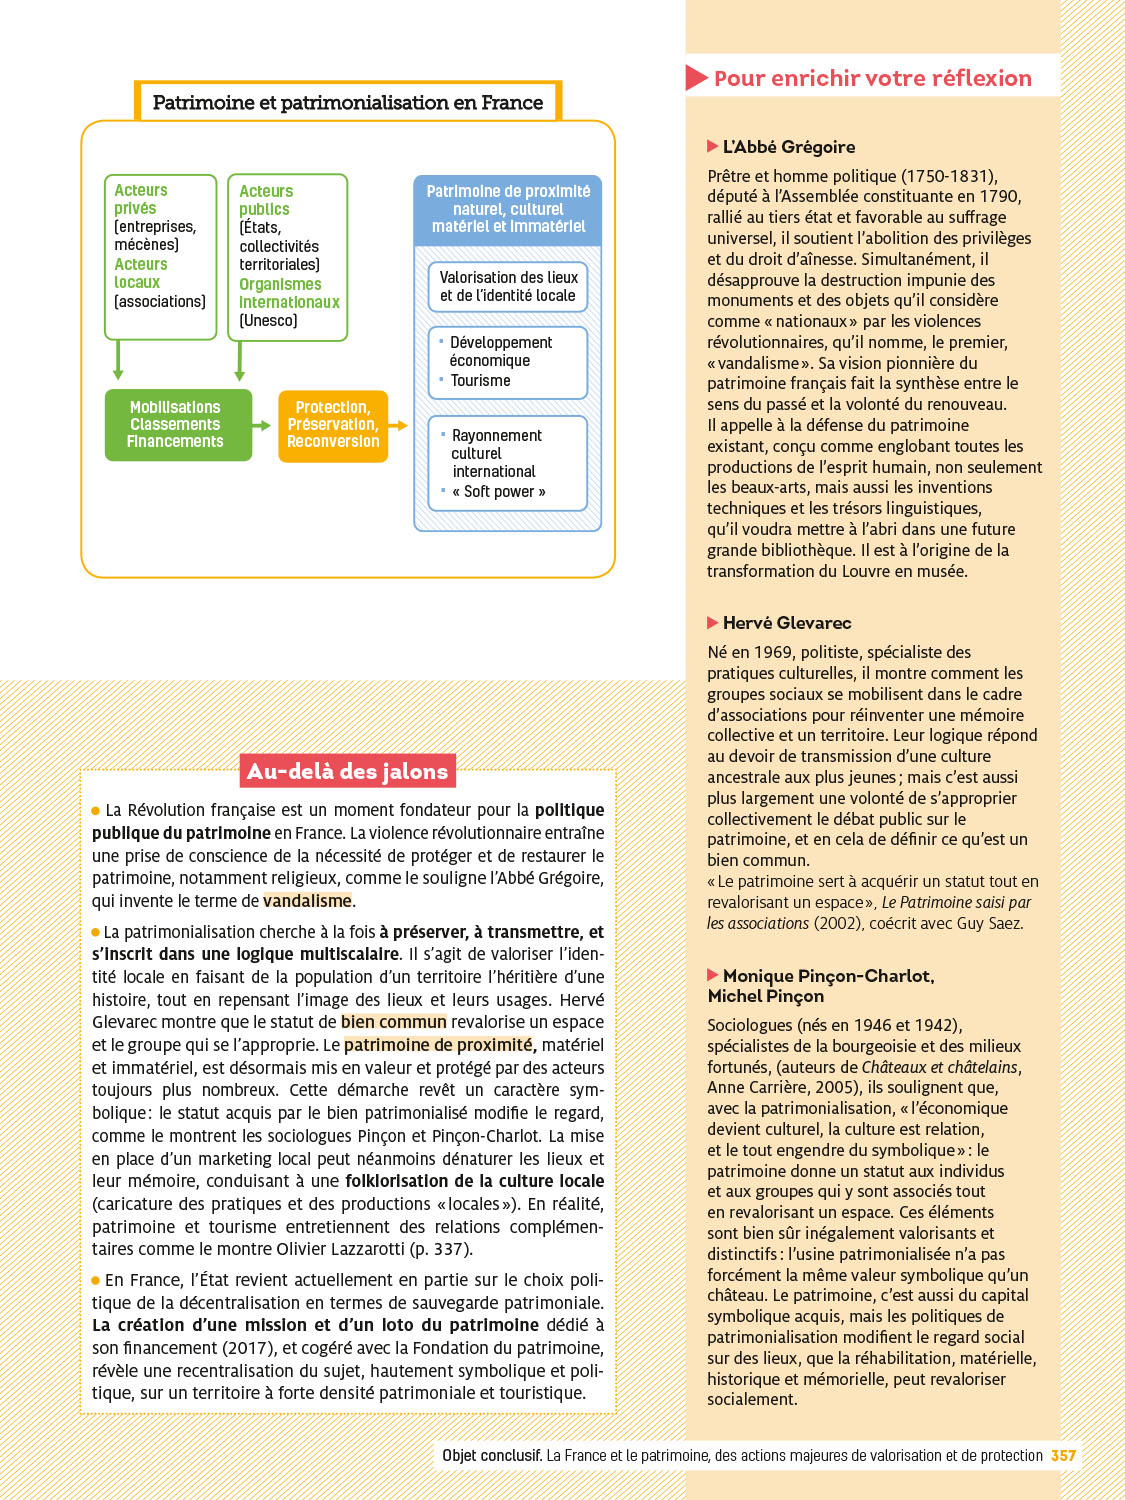 Patrimoine et patrimonialisation en France
Acteurs
privés
(entreprises,
mécènes)
Acteurs
locaux
(associations)
Acteurs
publics
(États,
collectivités
territoriales)
Organismes
Internationaux
(Unesco)
Mobilisations
Classements
Financements
Protection,
Préservation,
Reconversion
Patrimoine de proximité
naturel, culturel
matériel et immatériel
Valorisation des lieux
et de l’identité locale
• Développement
économique
• Tourisme
• Rayonnement
culturel
international
• « Soft power »
Au-delà des jalons
• La Révolution française est un moment fondateur pour la politique
publique du patrimoine en France. La violence révolutionnaire entraîne
une prise de conscience de la nécessité de protéger et de restaurer le
patrimoine, notamment religieux, comme le souligne l’Abbé Grégoire,
qui invente le terme de vandalisme.
• La patrimonialisation cherche à la fois à préserver, à transmettre, et
s’inscrit dans une logique multiscalaire. Il s’agit de valoriser l’iden-
tité locale en faisant de la population d’un territoire l’héritière d’une
histoire, tout en repensant l’image des lieux et leurs usages. Hervé
Glevarec montre que le statut de bien commun revalorise un espace
et le groupe qui se l’approprie. Le patrimoine de proximité, matériel
et immatériel, est désormais mis en valeur et protégé par des acteurs
toujours plus nombreux. Cette démarche revêt un caractère sym-
bolique : le statut acquis par le bien patrimonialisé modifie le regard,
comme le montrent les sociologues Pinçon et Pinçon-Charlot. La mise
en place d’un marketing local peut néanmoins dénaturer les lieux et
leur mémoire, conduisant à une folklorisation de la culture locale
(caricature des pratiques et des productions « locales »). En réalité,
patrimoine et tourisme entretiennent des relations complémen-
taires comme le montre Olivier Lazzarotti (p. 337).
• En France, l’État revient actuellement en partie sur le choix poli-
tique de la décentralisation en termes de sauvegarde patrimoniale.
La création d’une mission et d’un loto du patrimoine dédié à
son financement (2017), et cogéré avec la Fondation du patrimoine,
révèle une recentralisation du sujet, hautement symbolique et poli-
tique, sur un territoire à forte densité patrimoniale et touristique.
Pour enrichir votre réflexion
L’Abbé Grégoire
Prêtre et homme politique (1750-1831),
député à l’Assemblée constituante en 1790,
rallié au tiers état et favorable au suffrage
universel, il soutient l’abolition des privilèges
et du droit d’aînesse. Simultanément, il
désapprouve la destruction impunie des
monuments et des objets qu’il considère
comme « nationaux » par les violences
révolutionnaires, qu’il nomme, le premier,
« vandalisme ». Sa vision pionnière du
patrimoine français fait la synthèse entre le
sens du passé et la volonté du renouveau.
Il appelle à la défense du patrimoine
existant, conçu comme englobant toutes les
productions de l’esprit humain, non seulement
les beaux-arts, mais aussi les inventions
techniques et les trésors linguistiques,
qu’il voudra mettre à l’abri dans une future
grande bibliothèque. Il est à l’origine de la
transformation du Louvre en musée.
Hervé Glevarec
Né en 1969, politiste, spécialiste des
pratiques culturelles, il montre comment les
groupes sociaux se mobilisent dans le cadre
d’associations pour réinventer une mémoire
collective et un territoire. Leur logique répond
au devoir de transmission d’une culture
ancestrale aux plus jeunes ; mais c’est aussi
plus largement une volonté de s’approprier
collectivement le débat public sur le
patrimoine, et en cela de définir ce qu’est un
bien commun.
« Le patrimoine sert à acquérir un statut tout en
revalorisant un espace », Le Patrimoine saisi par
les associations (2002), coécrit avec Guy Saez.
Monique Pinçon-Charlot,
Michel Pinçon
Sociologues (nés en 1946 et 1942),
spécialistes de la bourgeoisie et des milieux
fortunés, (auteurs de Châteaux et châtelains,
Anne Carrière, 2005), ils soulignent que,
avec la patrimonialisation, « l’économique
devient culturel, la culture est relation,
et le tout engendre du symbolique » : le
patrimoine donne un statut aux individus
et aux groupes qui y sont associés tout
en revalorisant un espace. Ces éléments
sont bien sûr inégalement valorisants et
distinctifs : l’usine patrimonialisée n’a pas
forcément la même valeur symbolique qu’un
château. Le patrimoine, c’est aussi du capital
symbolique acquis, mais les politiques de
patrimonialisation modifient le regard social
sur des lieux, que la réhabilitation, matérielle,
historique et mémorielle, peut revaloriser
socialement.
Objet conclusif. La France et le patrimoine, des actions majeures de valorisation et de protection 357